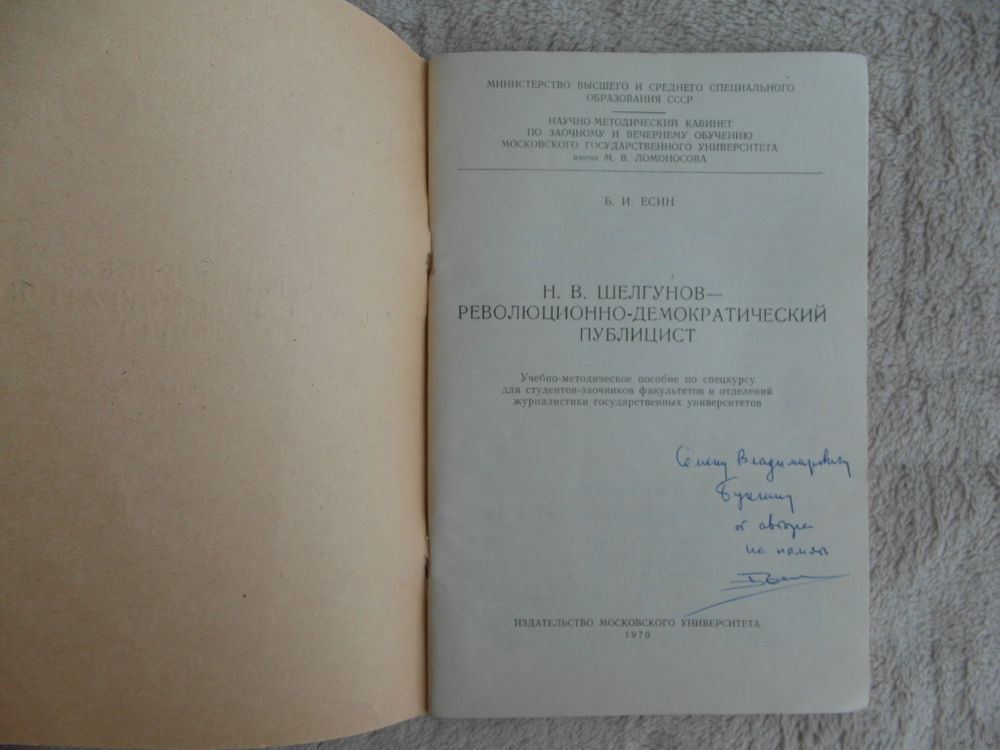 МИНИСТЕРСТВО ВЫСШЕГО И СРЕДНЕГО СПЕЦИАЛЬНОГО
ОБРАЗОВАНИЯ СССР
НАУЧНО-МЕТОДИЧЕСКИЙ КАБИНЕТ
ПО ЗАОЧНОМУ И ВЕЧЕРНЕМУ ОБУЧЕНИЮ
МОСКОВСКОГО ГОСУДАРСТВЕННОГО УНИВЕРСИТЕТА
имени М. В. ЛОМОНОСОВА
Б. И. ЕСИН
Н. В. ШЕЛГУНОВ—
РЕВОЛЮЦИОННО-ДЕМОКРАТИЧЕСКИЙ
ПУБЛИЦИСТ
Учебно-методическое пособие по спецкурсу
для студентов-заочников факультетов и отделений
журналистики государственных университетов
Семену Владимировичу
Букчину
от автора
на память
ИЗДАТЕЛЬСТВО МОСКОВСКОГО УНИВЕРСИТЕТА
1970